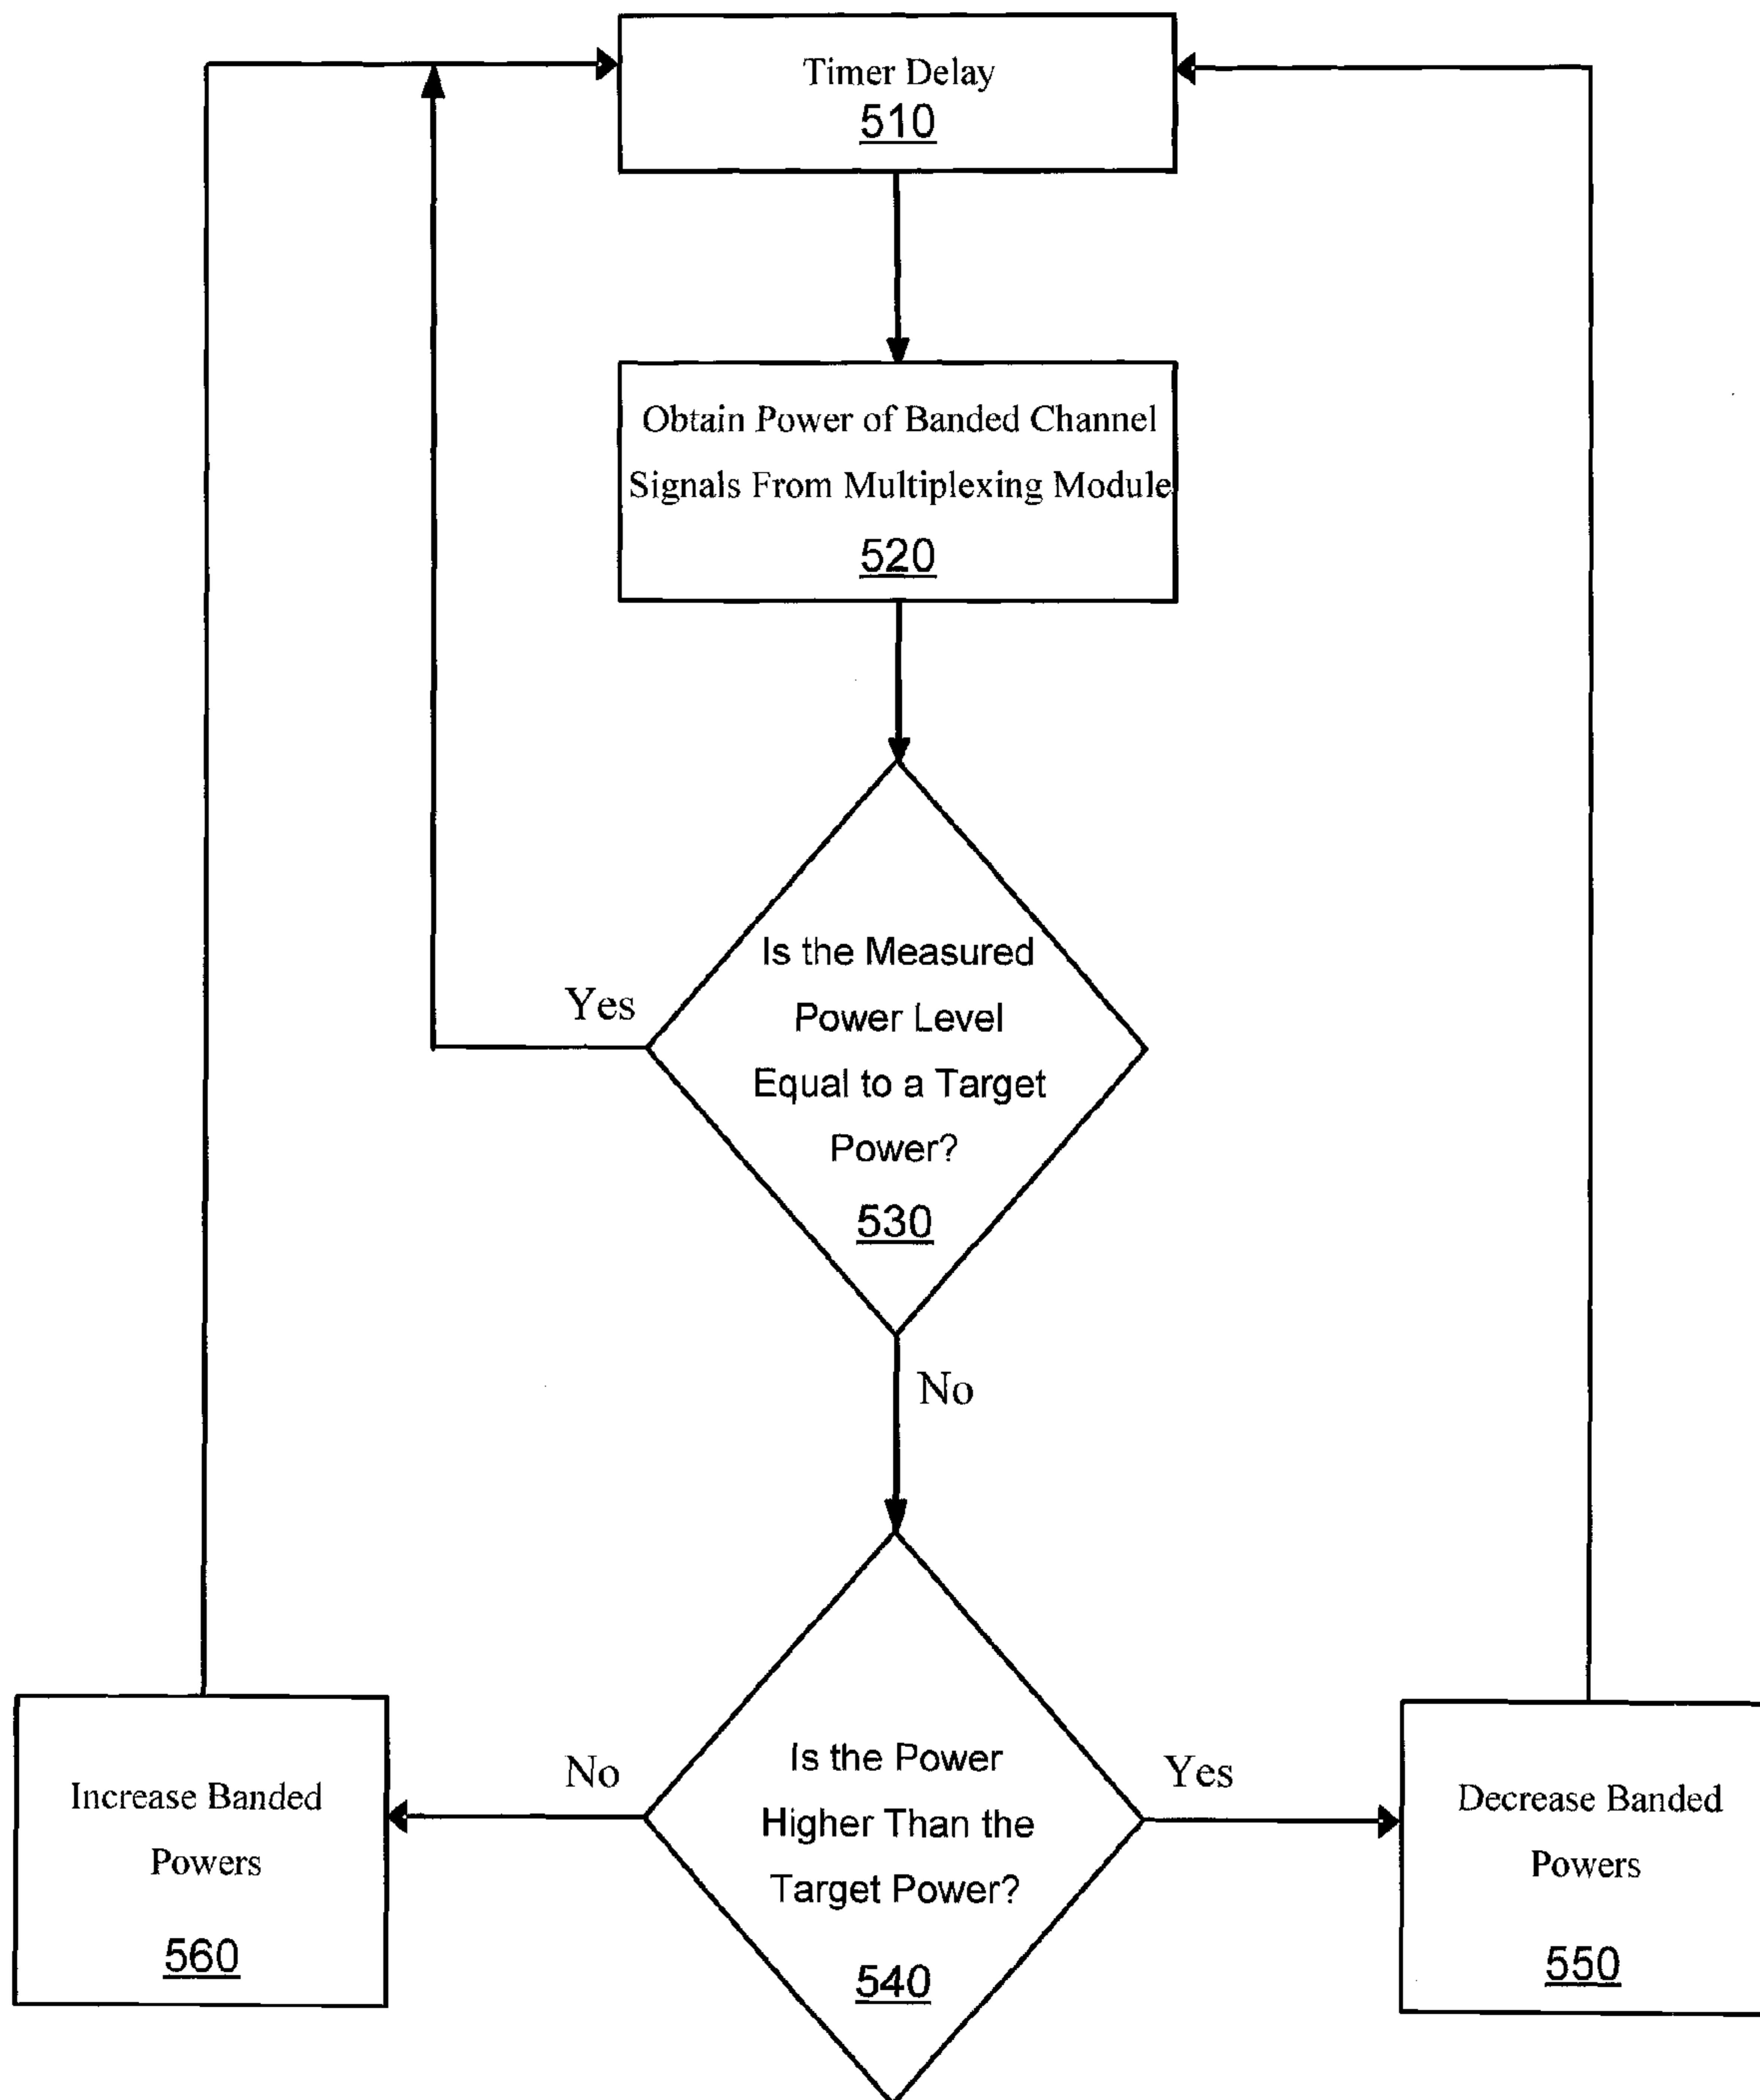 Timer Delay
510
Obtain Power of Banded Channel
Signals From Multiplexing Module
520
Is the Measured
Power Level
Equal to a Target
Power?
530
Yes
No
Is the Power
Higher Than the
Target Power?
540
No
Yes
Increase Banded
Powers
560
Decrease Banded
Powers
550